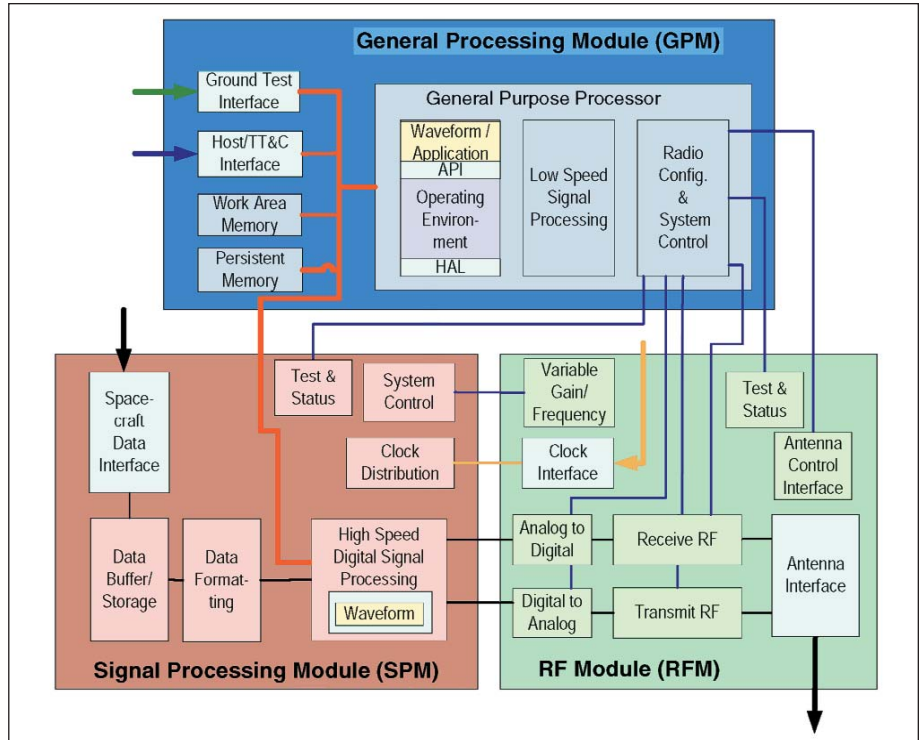 General Processing Module (GPM)
Ground Test
Interface
Host/TT&C
Interface
Work Area
Memory
Persistent
Memory
General Purpose Processor
Waveform /
Application
API
Operating
Environ-
ment
HAL
Low Speed
Signal
Processing
Radio
Config.
&
System
Control
Space-
craft
Data
Interface
Test &
Status
System
Control
Clock
Distribution
Data
Buffer/
Storage
Data
Format-
ting
High Speed
Digital Signal
Processing
Waveform
Signal Processing Module (SPM)
Variable
Gain/
Frequency
Clock
Interface
Test &
Status
Antenna
Control
Interface
Analog to
Digital
Receive RF
Antenna
Interface
Digital to
Analog
Transmit RF
RF Module (RFM)